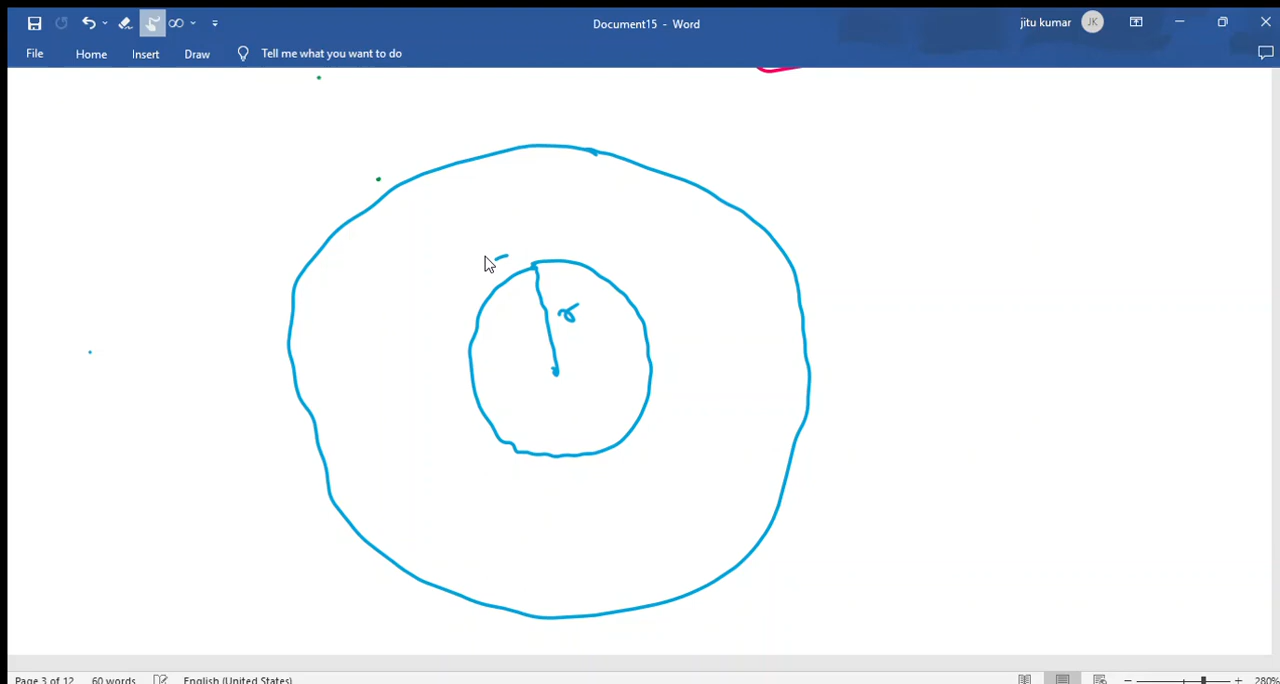 Document15 - Word
jitu kumar
JK
File
Home
Insert
Draw
Tell me what you want to do
r
Page 3 of 12
60 words
English (United States)
280%